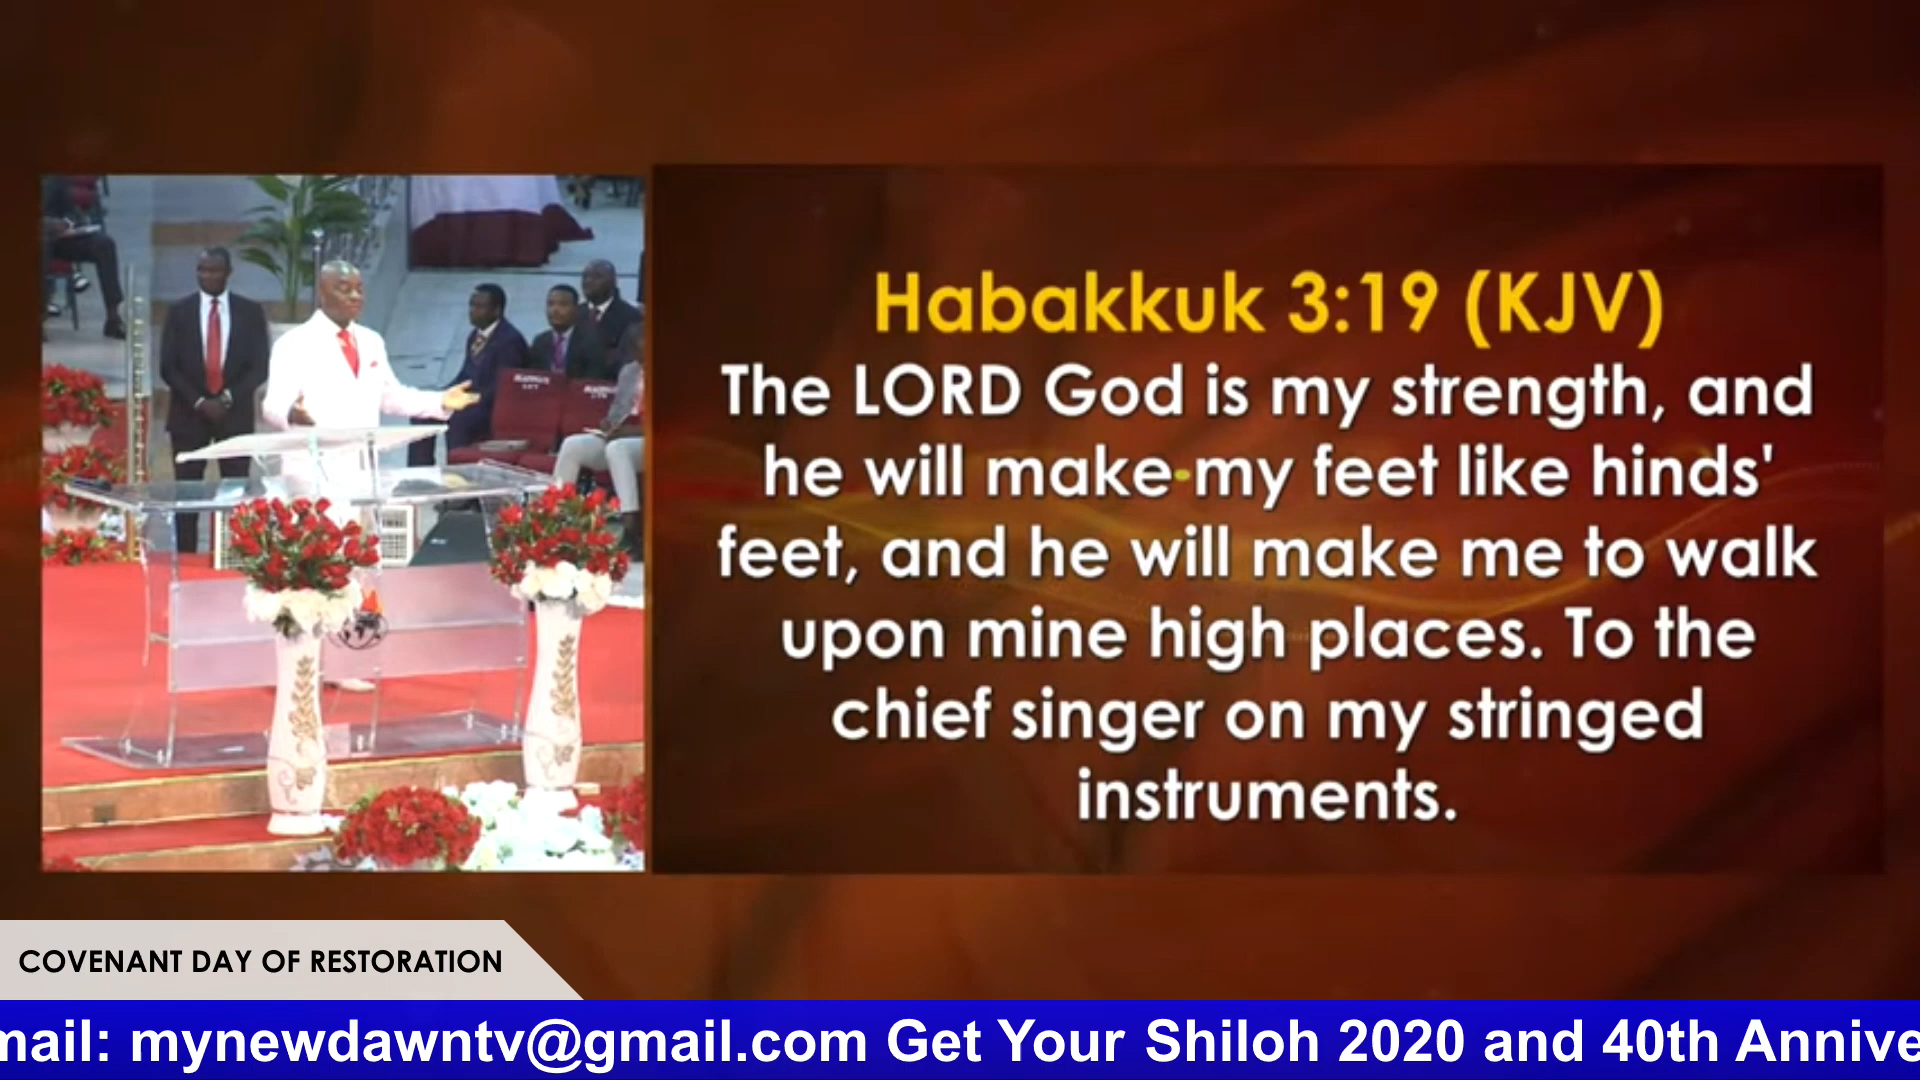 Habakkuk 3:19 (KJV)
The LORD God is my strength, and
he will make my feet like hinds'
feet, and he will make me to walk
upon mine high places. To the
chief singer on my stringed
instruments.
COVENANT DAY OF RESTORATION
mail: mynewdawntv@gmail.com Get Your Shiloh 2020 and 40th Annive